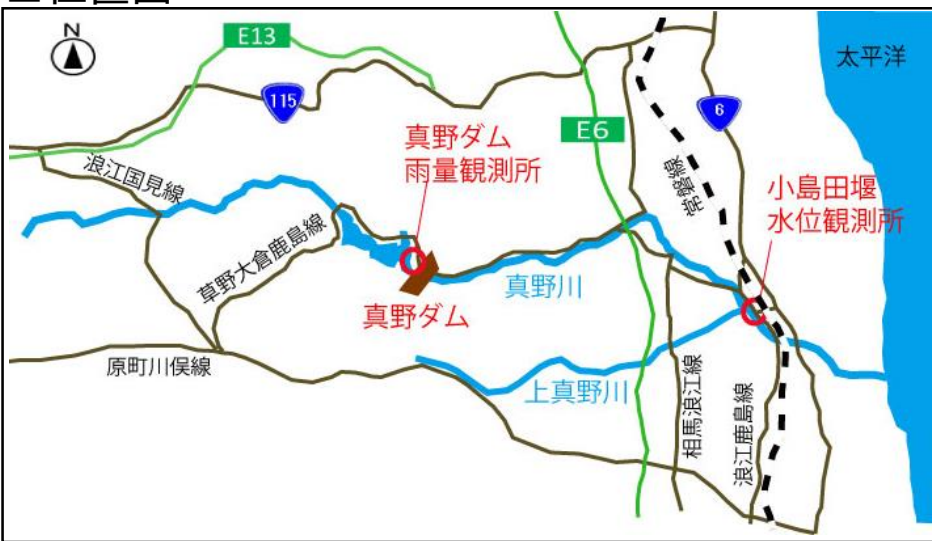 N
E13
太平洋
115
6
真野ダム
雨量観測所
E6
浪江国見線
常磐線
小島田堰
水位観測所
草野大倉鹿島線
真野川
真野ダム
原町川俣線
上真野川
相馬浪江線
浪江鹿島線